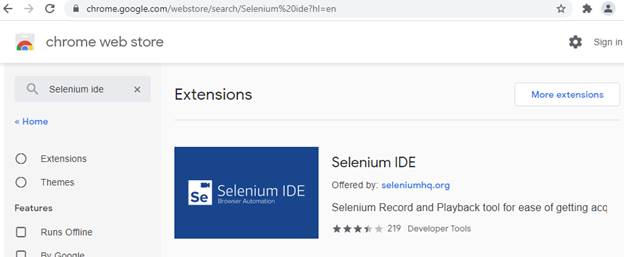 chrome.google.com/webstore/search/Selenium%20ide?hl=en
chrome web store
Sign in
Selenium ide
« Home
Extensions
Themes
Features
Runs Offline
By Google
Extensions
More extensions
Se
Selenium IDE
Browser Automation
Selenium IDE
Offered by: seleniumhq.org
Selenium Record and Playback tool for ease of getting acq
219 Developer Tools